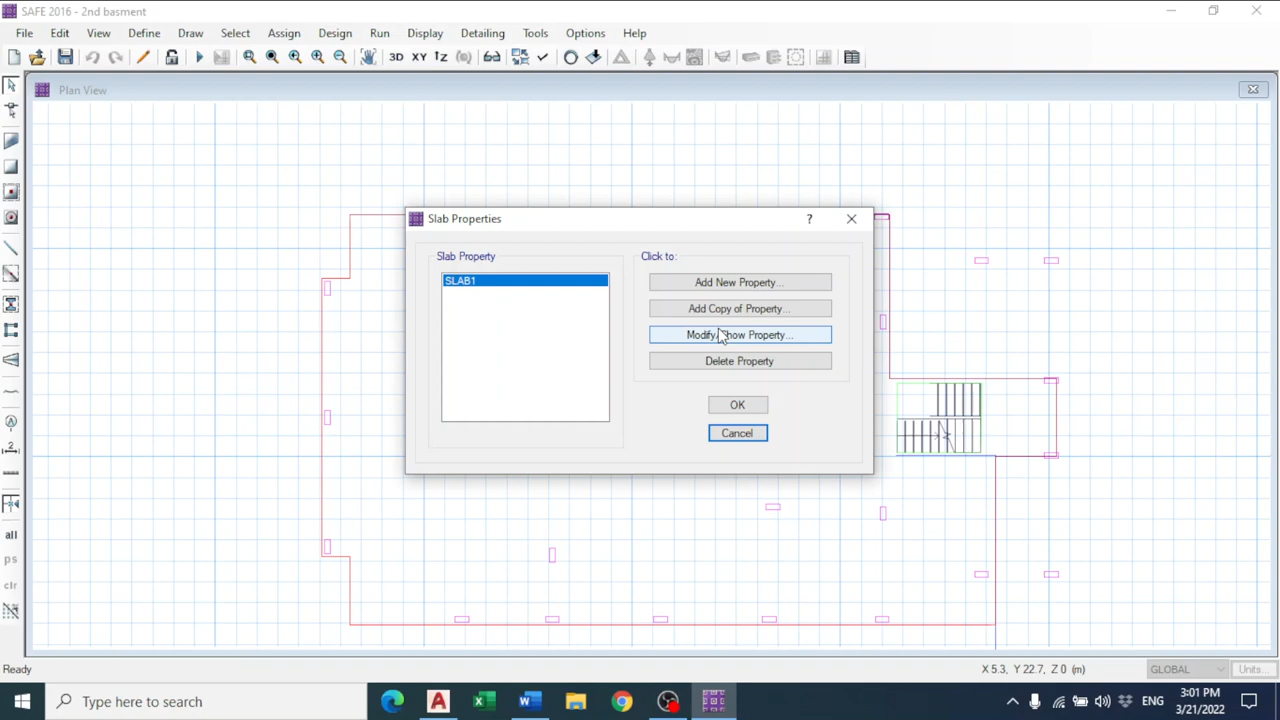 SAFE 2016 - 2nd basment
File Edit View Define Draw Select Assign Design Run Display Detailing Tools Options Help
3D XY
Plan View
Slab Properties
?
Slab Property
Click to:
SLAB1
Add New Property...
Add Copy of Property...
Modify/Show Property...
Delete Property
OK
Cancel
all
ps
clr
Ready
X 5.3, Y 22.7, Z 0 (m)
GLOBAL
Units...
Type here to search
ENG
3:01 PM
3/21/2022